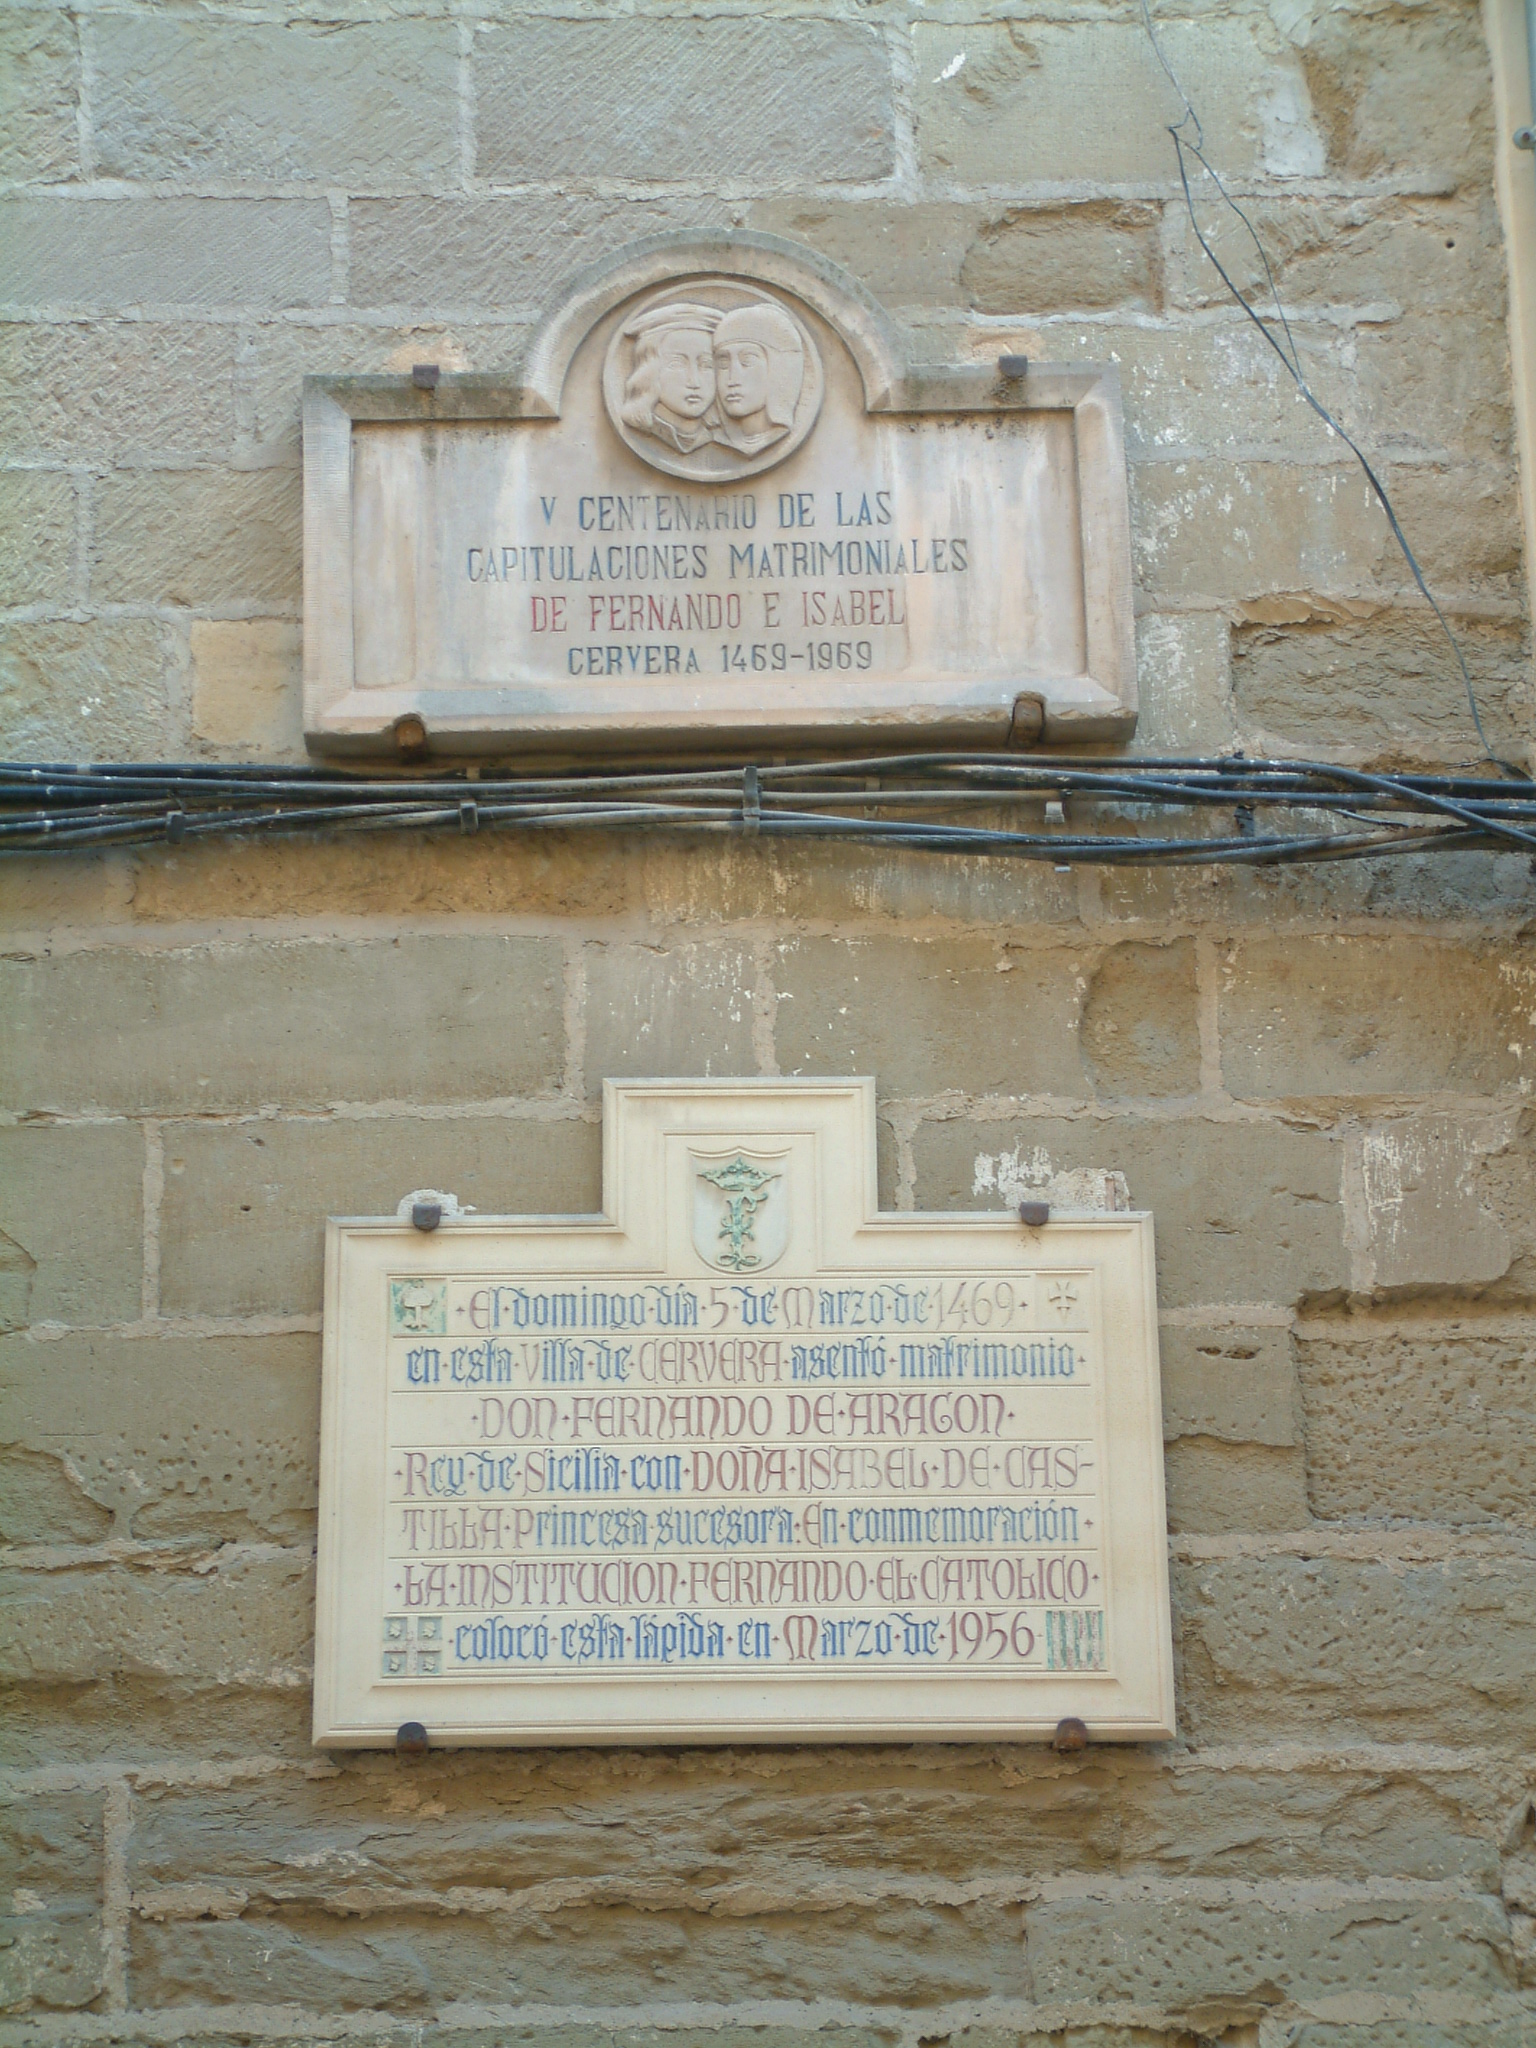 V CENTENARIO DE LAS
CAPITULACIONES MATRIMONIALES
DE FERNANDO E ISABEL
CERVERA 1469-1969
F
·El·domingo·día·5·de·Marzo·de·1469·
en·esta·Villa·de·CERVERA·asentó·matrimonio·
·DON·FERNANDO DE·ARAGON·
·Rey·de·Sicilia·con·DOÑA·ISABEL·DE·CAS-
TILLA·Princesa·sucesora·En·conmemoración·
·LA·INSTITUCION·FERNANDO·EL·CATOLICO·
·colocó·esta·lápida·en·Marzo·de·1956·